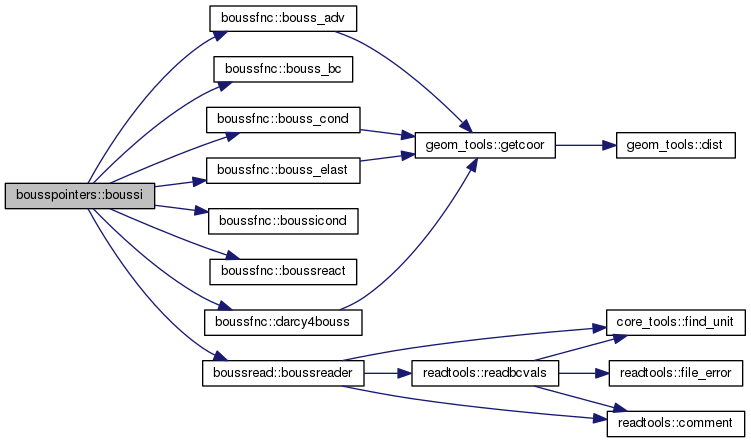 boussfnc::bouss_adv
boussfnc::bouss_bc
boussfnc::bouss_cond
geom_tools::getcoor
geom_tools::dist
boussfnc::bouss_elast
bousspointers::boussi
boussfnc::boussicond
boussfnc::boussreact
boussfnc::darcy4bouss
core_tools::find_unit
boussread::boussreader
readtools::readbcvals
readtools::file_error
readtools::comment